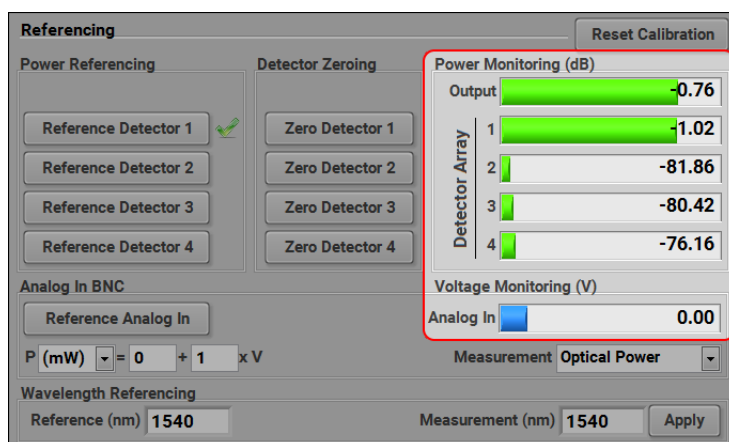 Referencing
Reset Calibration
Power Referencing
Reference Detector 1
Reference Detector 2
Reference Detector 3
Reference Detector 4
Detector Zeroing
Zero Detector 1
Zero Detector 2
Zero Detector 3
Zero Detector 4
Power Monitoring (dB)
Output -0.76
Detector Array
1 -1.02
2 -81.86
3 -80.42
4 -76.16
Analog In BNC
Reference Analog In
P (mW) = 0 + 1 x V
Voltage Monitoring (V)
Analog In 0.00
Measurement Optical Power
Wavelength Referencing
Reference (nm) 1540
Measurement (nm) 1540 Apply